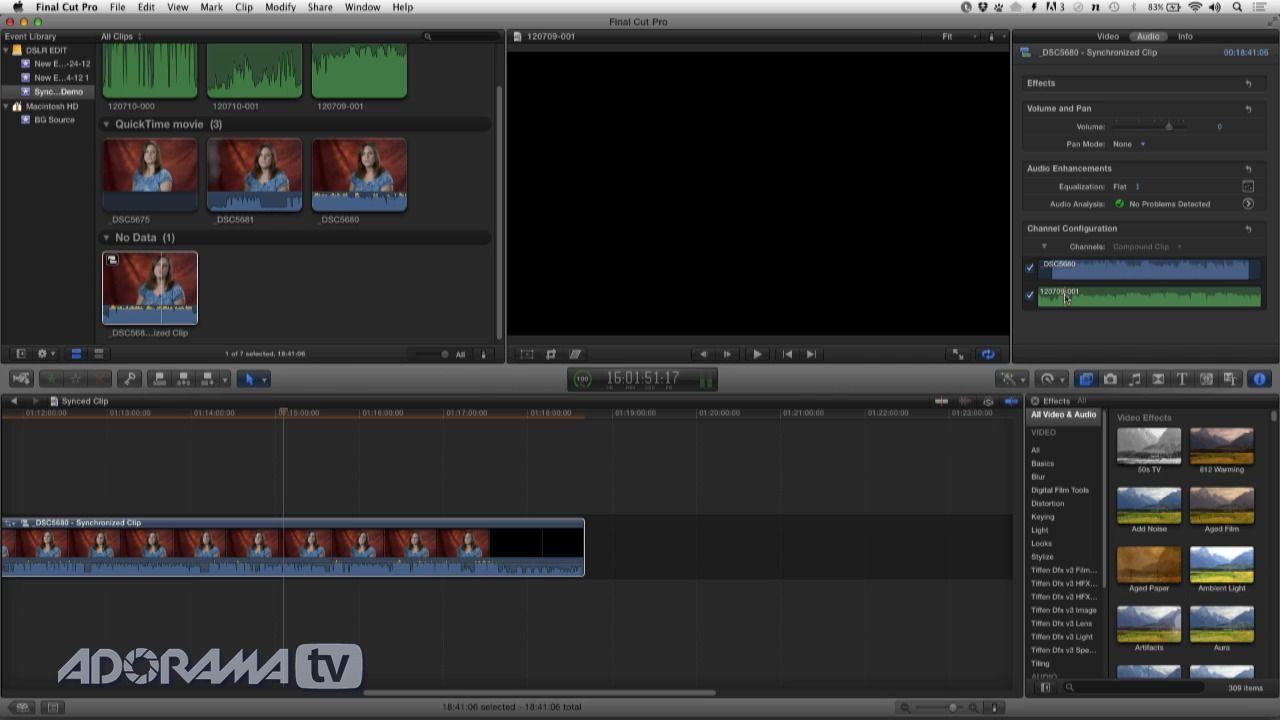 Final Cut Pro File Edit View Mark Clip Modify Share Window Help 3 83%
Final Cut Pro
Event Library All Clips
120709-001 Fit
Video Audio Info
DSLR EDIT
New E...-24-12
New E...4-12 1
Sync...Demo
Macintosh HD
BG Source
120710-000 120710-001 120709-001
QuickTime movie (3)
_DSC5675 _DSC5681 _DSC5680
No Data (1)
_DSC568...ized Clip
1 of 7 selected, 18:41:06 All
_DSC5680 - Synchronized Clip 00:18:41:06
Effects
Volume and Pan
Volume: 0
Pan Mode: None
Audio Enhancements
Equalization: Flat
Audio Analysis: No Problems Detected
Channel Configuration
Channels: Compound Clip
_DSC5680
120709-001
100 16:01:51:17
Synced Clip
01:12:00:00 01:13:00:00 01:14:00:00 01:15:00:00 01:16:00:00 01:17:00:00 01:18:00:00 01:19:00:00 01:20:00:00 01:21:00:00 01:22:00:00 01:23:00:00
_DSC5680 - Synchronized Clip
Effects All
All Video & Audio
VIDEO
All
Basics
Blur
Digital Film Tools
Distortion
Keying
Light
Looks
Stylize
Tiffen Dfx v3 Film...
Tiffen Dfx v3 HFX...
Tiffen Dfx v3 HFX...
Tiffen Dfx v3 Image
Tiffen Dfx v3 Lens
Tiffen Dfx v3 Light
Tiffen Dfx v3 Spe...
Tiling
AUDIO
Video Effects
50s TV 812 Warming
Add Noise Aged Film
Aged Paper Ambient Light
Artifacts Aura
309 items
ADORAMA tv
18:41:06 selected - 18:41:06 total